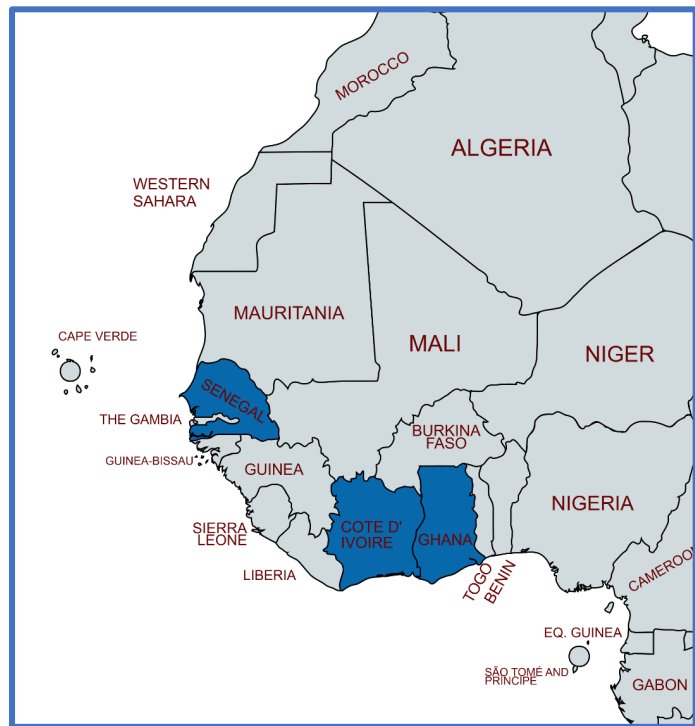 MOROCCO
ALGERIA
WESTERN
SAHARA
MAURITANIA
CAPE VERDE
MALI
NIGER
SENEGAL
THE GAMBIA
BURKINA
FASO
GUINEA-BISSAU
GUINEA
NIGERIA
SIERRA
LEONE
COTE D'
IVOIRE
GHANA
LIBERIA
TOGO
BENIN
CAMEROON
EQ. GUINEA
SÃO TOMÉ AND
PRINCIPE
GABON